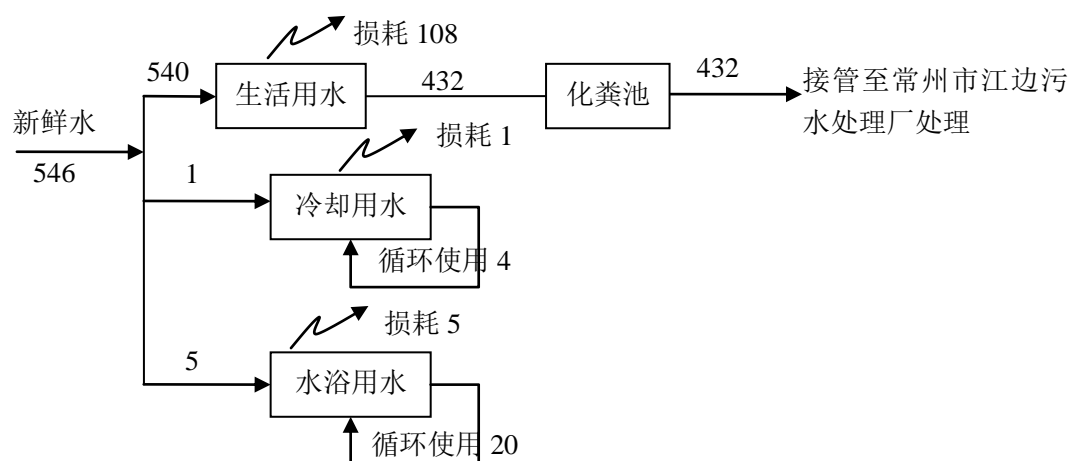 损耗 108
540
生活用水
432
化粪池
432
接管至常州市江边污
水处理厂处理
新鲜水
546
损耗 1
1
冷却用水
循环使用 4
损耗 5
5
水浴用水
循环使用 20